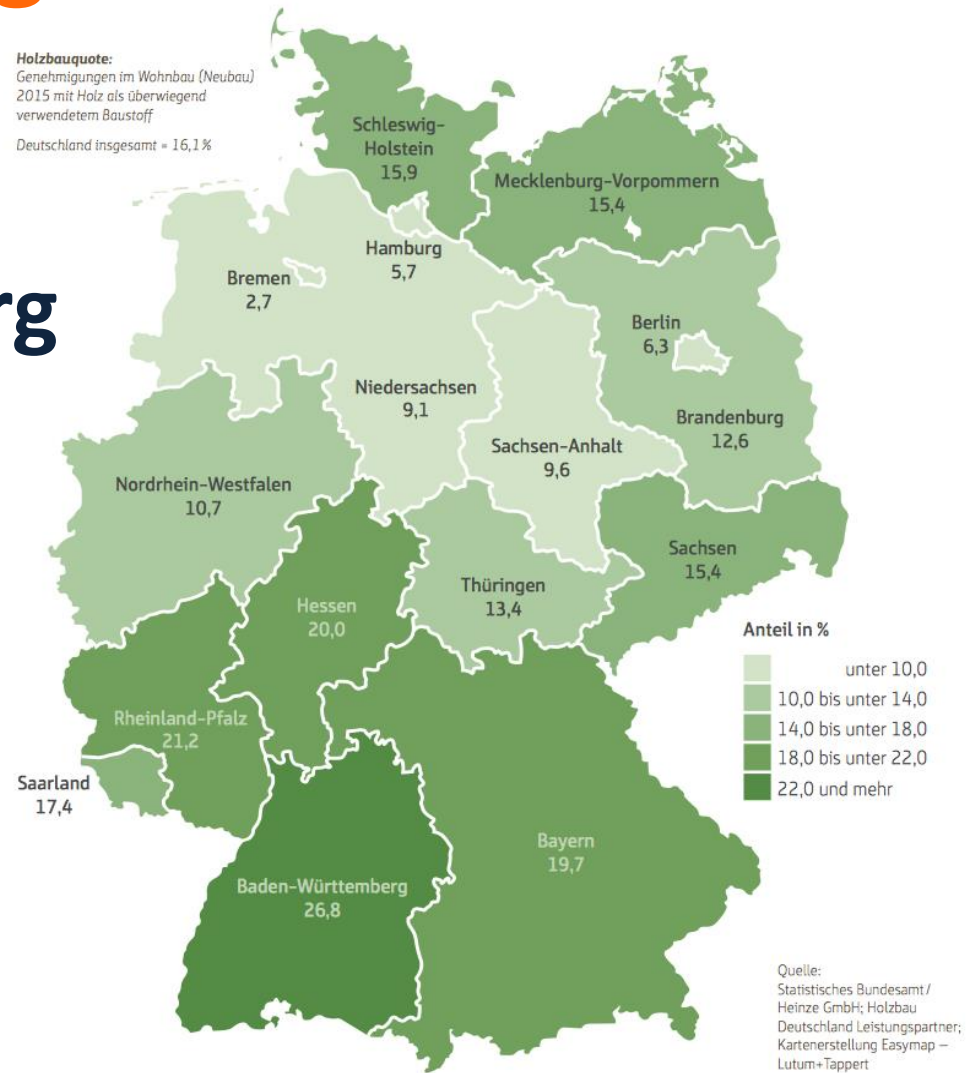 Holzbauquote:
Genehmigungen im Wohnbau (Neubau)
2015 mit Holz als überwiegend
verwendetem Baustoff
Deutschland insgesamt = 16,1%
rg
Schleswig-
Holstein
15,9
Mecklenburg-Vorpommern
15,4
Hamburg
5,7
Bremen
2,7
Berlin
6,3
Niedersachsen
9,1
Brandenburg
12,6
Sachsen-Anhalt
9,6
Nordrhein-Westfalen
10,7
Sachsen
15,4
Thüringen
13,4
Hessen
20,0
Rheinland-Pfalz
21,2
Saarland
17,4
Bayern
19,7
Baden-Württemberg
26,8
Anteil in %
unter 10,0
10,0 bis unter 14,0
14,0 bis unter 18,0
18,0 bis unter 22,0
22,0 und mehr
Quelle:
Statistisches Bundesamt/
Heinze GmbH; Holzbau
Deutschland Leistungspartner;
Kartenerstellung Easymap –
Lutum+Tappert